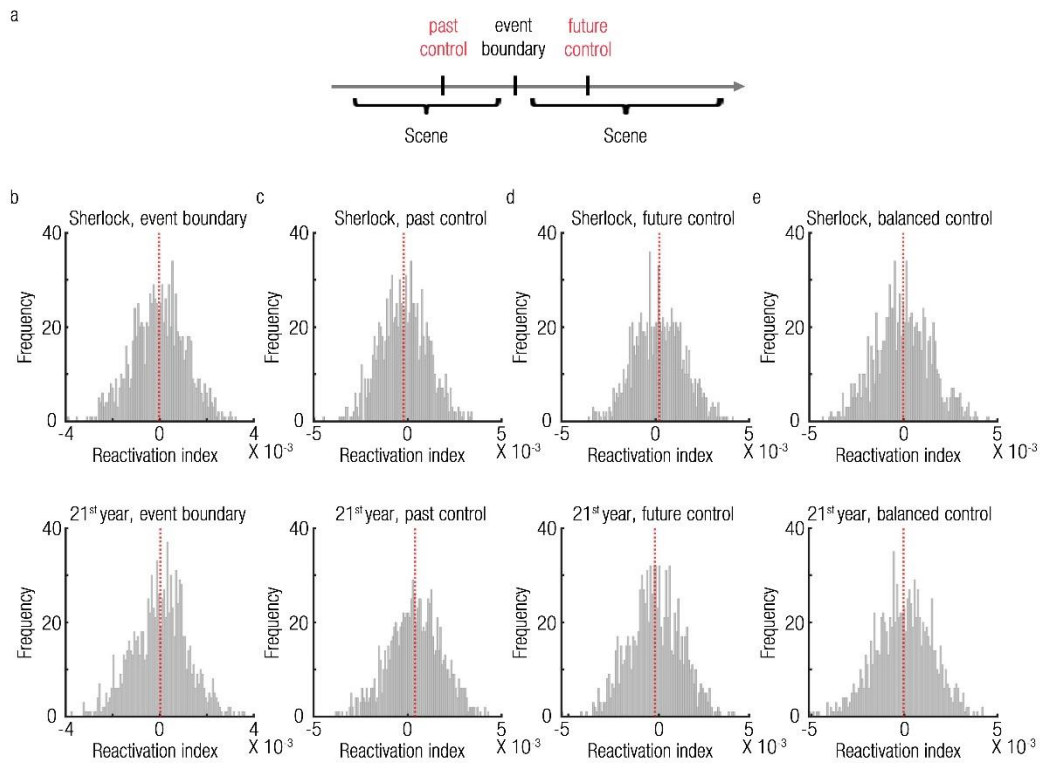 a
past event future
control boundary control
Scene Scene
b c d e
Sherlock, event boundary Sherlock, past control Sherlock, future control Sherlock, balanced control
40 40 40 40
Frequency Frequency Frequency Frequency
20 20 20 20
0 0 0 0
-4 0 4 -5 0 5 -5 0 5 -5 0 5
Reactivation index X 10-3 Reactivation index X 10-3 Reactivation index X 10-3 Reactivation index X 10-3
21st year, event boundary 21st year, past control 21st year, future control 21st year, balanced control
40 40 40 40
Frequency Frequency Frequency Frequency
20 20 20 20
0 0 0 0
-4 0 4 -5 0 5 -5 0 5 -5 0 5
Reactivation index X 10-3 Reactivation index X 10-3 Reactivation index X 10-3 Reactivation index X 10-3